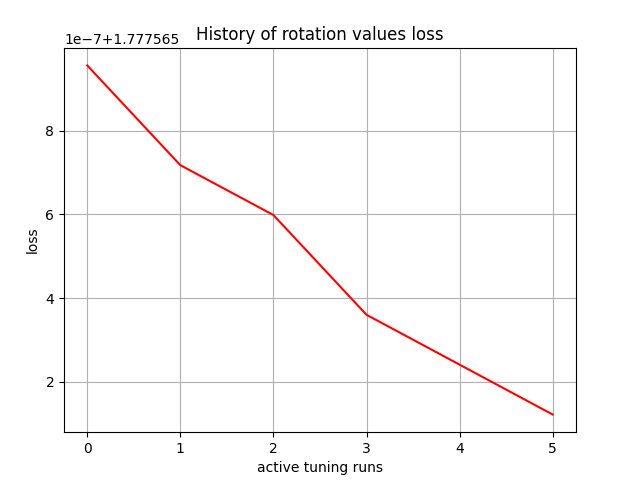 History of rotation values loss
1e−7+1.777565
8
6
4
2
loss
0 1 2 3 4 5
active tuning runs